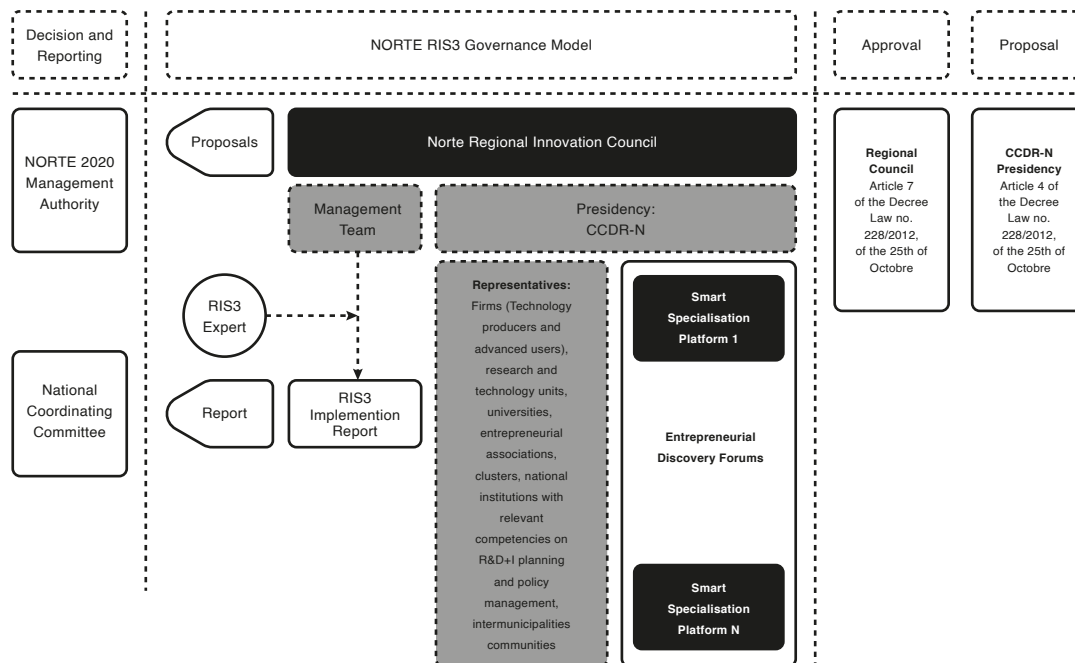 Decision and
Reporting
NORTE RIS3 Governance Model
Approval
Proposal
NORTE 2020
Management
Authority
Proposals
Norte Regional Innovation Council
Management
Team
Presidency:
CCDR-N
Regional
Council
Article 7
of the Decree
Law no.
228/2012,
of the 25th of
Octobre
CCDR-N
Presidency
Article 4 of
the Decree
Law no.
228/2012,
of the 25th of
Octobre
RIS3
Expert
National
Coordinating
Committee
Report
RIS3
Implemention
Report
Representatives:
Firms (Technology
producers and
advanced users),
research and
technology units,
universities,
entrepreneurial
associations,
clusters, national
institutions with
relevant
competencies on
R&D+I planning
and policy
management,
intermunicipalities
communities
Smart
Specialisation
Platform 1
Entrepreneurial
Discovery Forums
Smart
Specialisation
Platform N